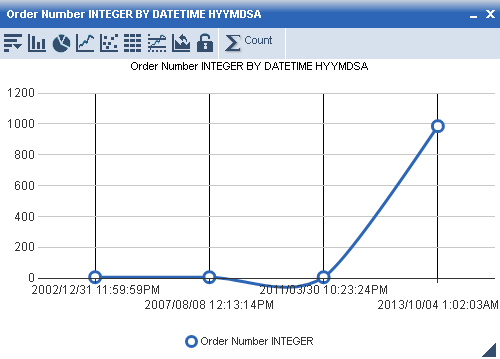 Order Number INTEGER BY DATETIME HYYMDSA
Count
Order Number INTEGER BY DATETIME HYYMDSA
1200
1000
800
600
400
200
0
2002/12/31 11:59:59PM
2011/03/30 10:23:24PM
2007/08/08 12:13:14PM
2013/10/04 1:02:03AM
Order Number INTEGER